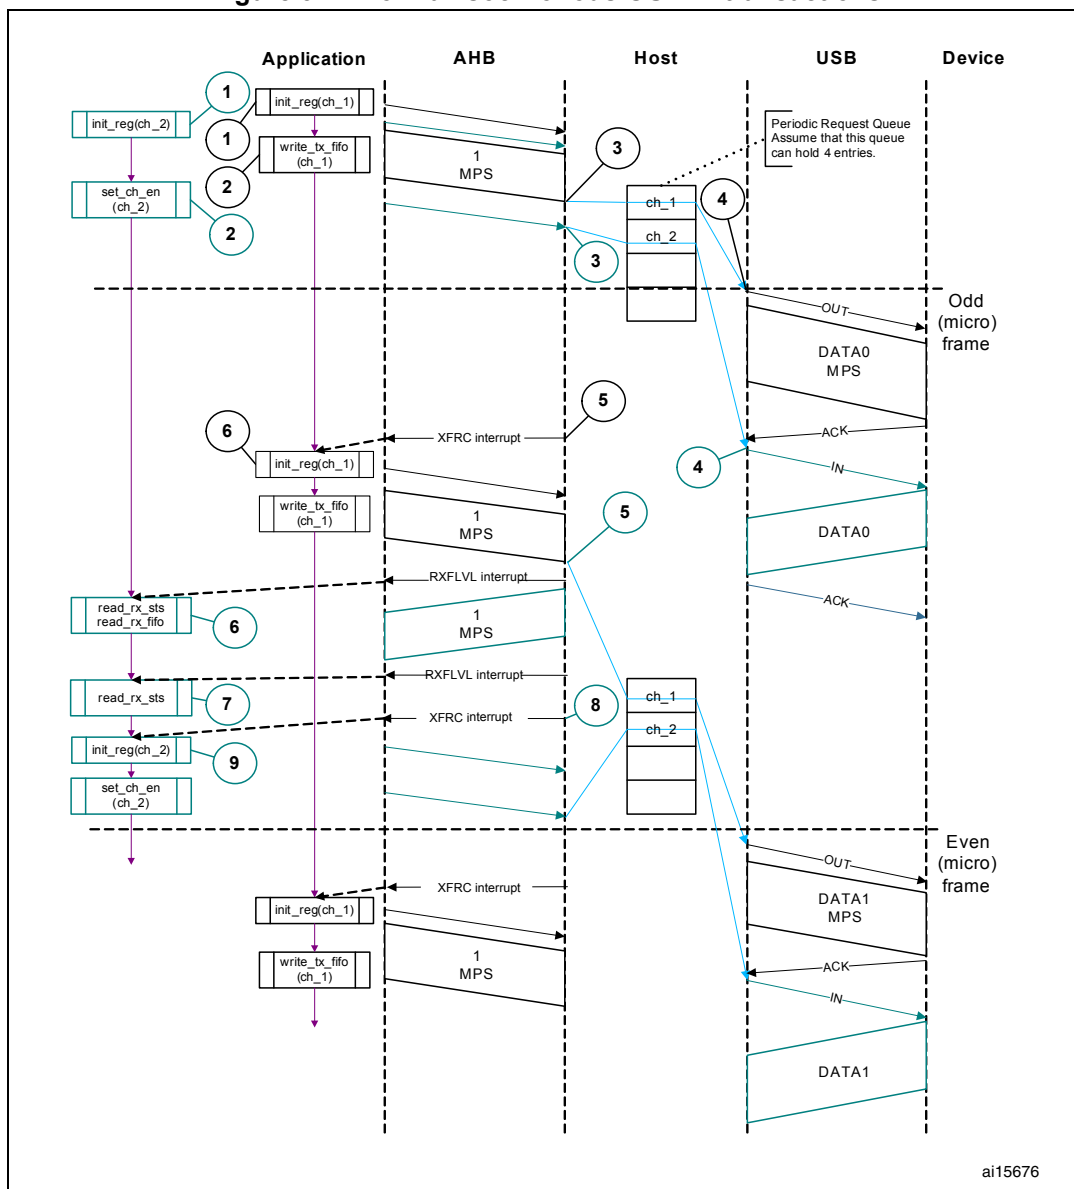 Application AHB Host USB Device
1
init_reg(ch_1)
init_reg(ch_2)
1
write_tx_fifo
(ch_1)
1
MPS
Periodic Request Queue
Assume that this queue
can hold 4 entries.
3
2
4
set_ch_en
(ch_2)
ch_1
2
ch_2
3
Odd
(micro)
frame
OUT
DATA0
MPS
5
ACK
6
XFRC interrupt
init_reg(ch_1)
4
IN
write_tx_fifo
(ch_1)
1
MPS
5
DATA0
RXFLVL interrupt
read_rx_sts
read_rx_fifo
6
1
MPS
ACK
RXFLVL interrupt
read_rx_sts
7
ch_1
8
XFRC interrupt
ch_2
init_reg(ch_2)
9
set_ch_en
(ch_2)
Even
(micro)
frame
OUT
XFRC interrupt
init_reg(ch_1)
DATA1
MPS
write_tx_fifo
(ch_1)
1
MPS
ACK
IN
DATA1
ai15676